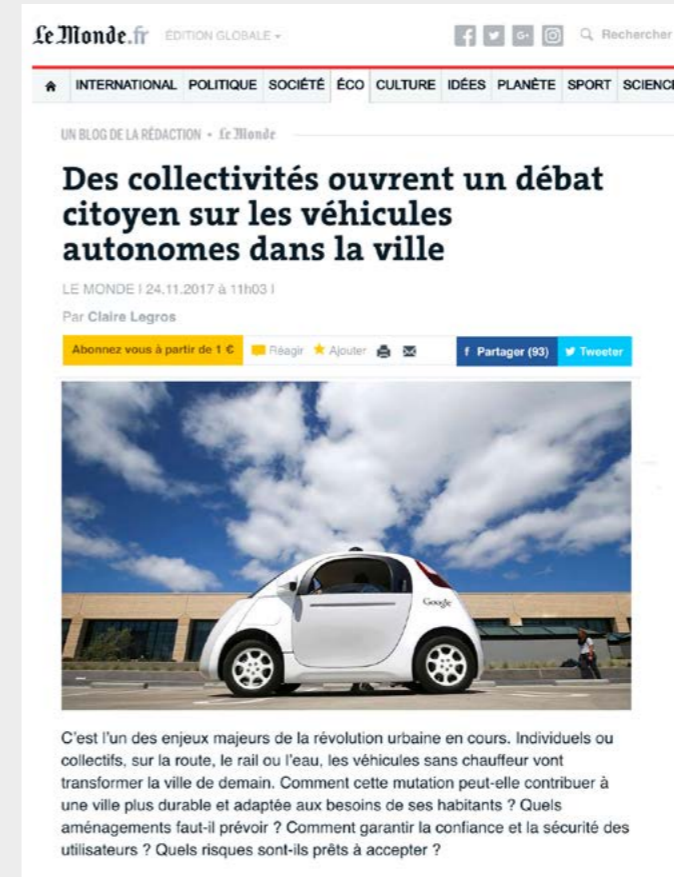 Le Monde.fr ÉDITION GLOBALE
f G+ Rechercher
INTERNATIONAL POLITIQUE SOCIÉTÉ ÉCO CULTURE IDÉES PLANÈTE SPORT SCIENC
UN BLOG DE LA RÉDACTION • Le Monde
Des collectivités ouvrent un débat
citoyen sur les véhicules
autonomes dans la ville
LE MONDE | 24.11.2017 à 11h03 |
Par Claire Legros
Abonnez vous à partir de 1 € Réagir Ajouter f Partager (93) Tweeter
Google
C'est l'un des enjeux majeurs de la révolution urbaine en cours. Individuels ou
collectifs, sur la route, le rail ou l'eau, les véhicules sans chauffeur vont
transformer la ville de demain. Comment cette mutation peut-elle contribuer à
une ville plus durable et adaptée aux besoins de ses habitants ? Quels
aménagements faut-il prévoir ? Comment garantir la confiance et la sécurité des
utilisateurs ? Quels risques sont-ils prêts à accepter ?